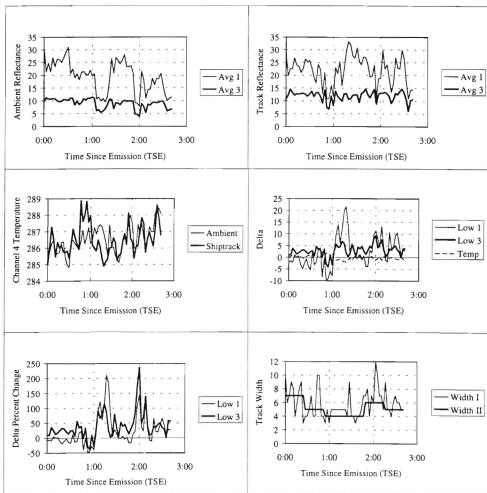 Ambient Reflectance
35
30
25
20
15
10
5
0
0:00 1:00 2:00 3:00
Time Since Emission (TSE)
Avg 1
Avg 3
Track Reflectance
35
30
25
20
15
10
5
0
0:00 1:00 2:00 3:00
Time Since Emission (TSE)
Avg 1
Avg 3
Channel 4 Temperature
289
288
287
286
285
284
0:00 1:00 2:00 3:00
Time Since Emission (TSE)
Ambient
Shiptrack
Delta
25
20
15
10
5
0
-5
-10
0:00 1:00 2:00 3:00
Time Since Emission (TSE)
Low 1
Low 3
Temp
Delta Percent Change
250
200
150
100
50
0
-50
0:00 1:00 2:00 3:00
Time Since Emission (TSE)
Low 1
Low 3
Track Width
12
10
8
6
4
2
0
0:00 1:00 2:00 3:00
Time Since Emission (TSE)
Width I
Width II